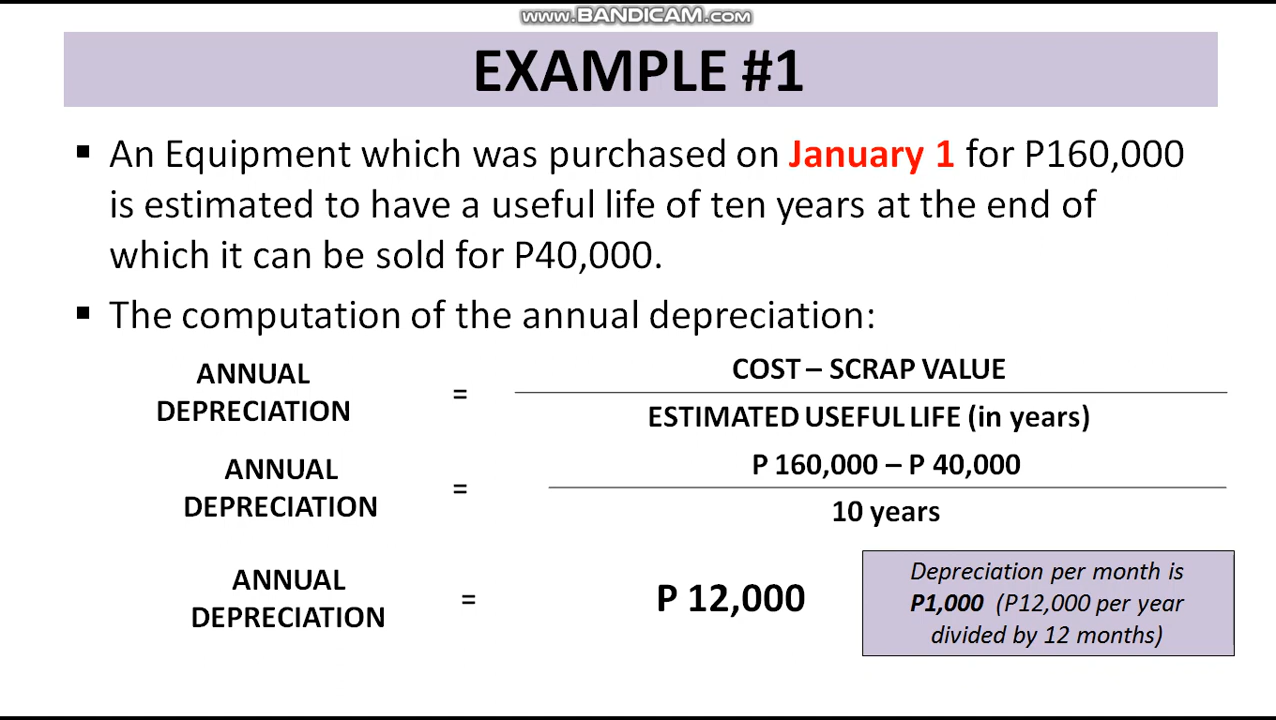 www.BANDICAM.com
EXAMPLE #1
▪ An Equipment which was purchased on January 1 for P160,000
is estimated to have a useful life of ten years at the end of
which it can be sold for P40,000.
▪ The computation of the annual depreciation:
ANNUAL
DEPRECIATION
=
COST – SCRAP VALUE
ESTIMATED USEFUL LIFE (in years)
ANNUAL
DEPRECIATION
=
P 160,000 – P 40,000
10 years
ANNUAL
DEPRECIATION
=
P 12,000
Depreciation per month is
P1,000 (P12,000 per year
divided by 12 months)